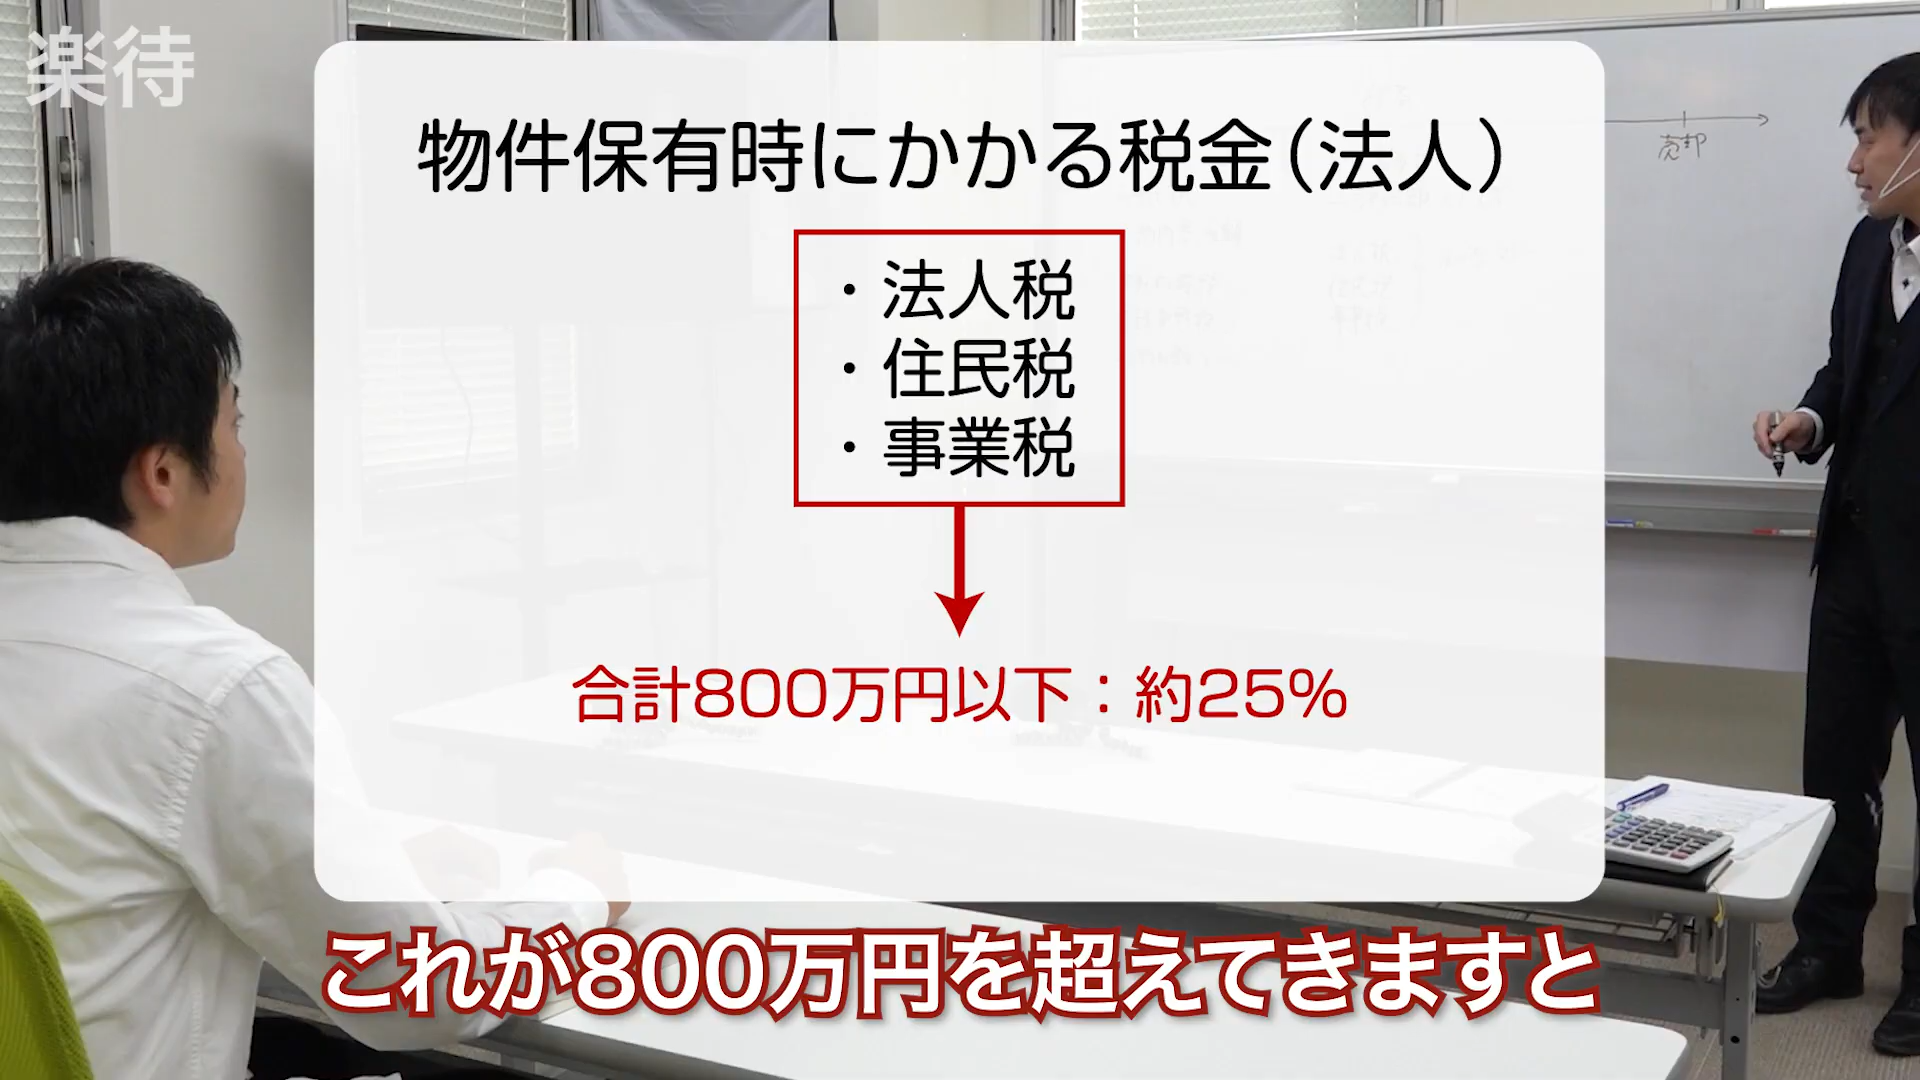 楽待
物件保有時にかかる税金(法人)
・法人税
・住民税
・事業税
合計800万円以下:約25%
これが800万円を超えてきますと
売却